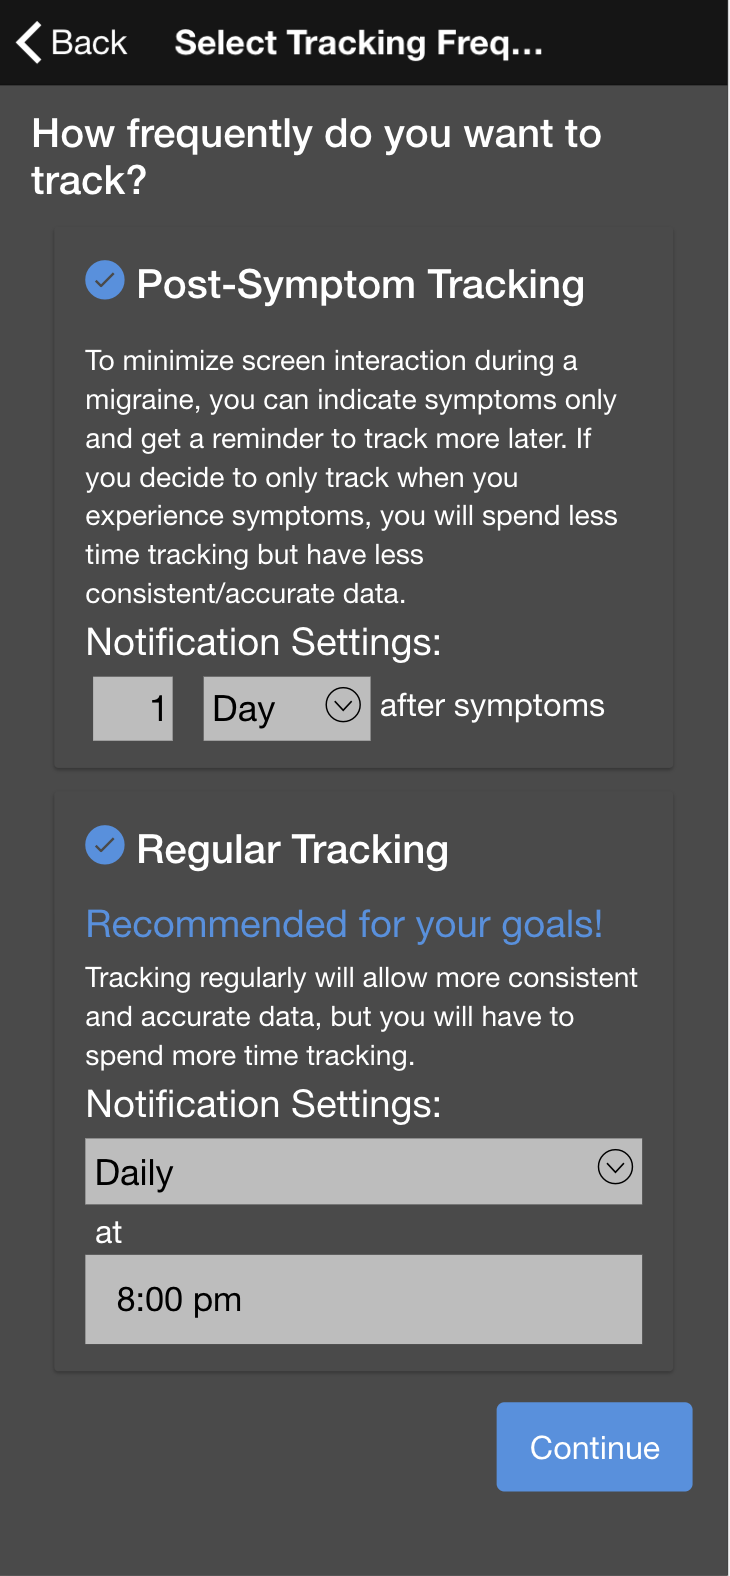 Back
Select Tracking Freq...
How frequently do you want to
track?
Post-Symptom Tracking
To minimize screen interaction during a
migraine, you can indicate symptoms only
and get a reminder to track more later. If
you decide to only track when you
experience symptoms, you will spend less
time tracking but have less
consistent/accurate data.
Notification Settings:
1 Day after symptoms
Regular Tracking
Recommended for your goals!
Tracking regularly will allow more consistent
and accurate data, but you will have to
spend more time tracking.
Notification Settings:
Daily
at
8:00 pm
Continue